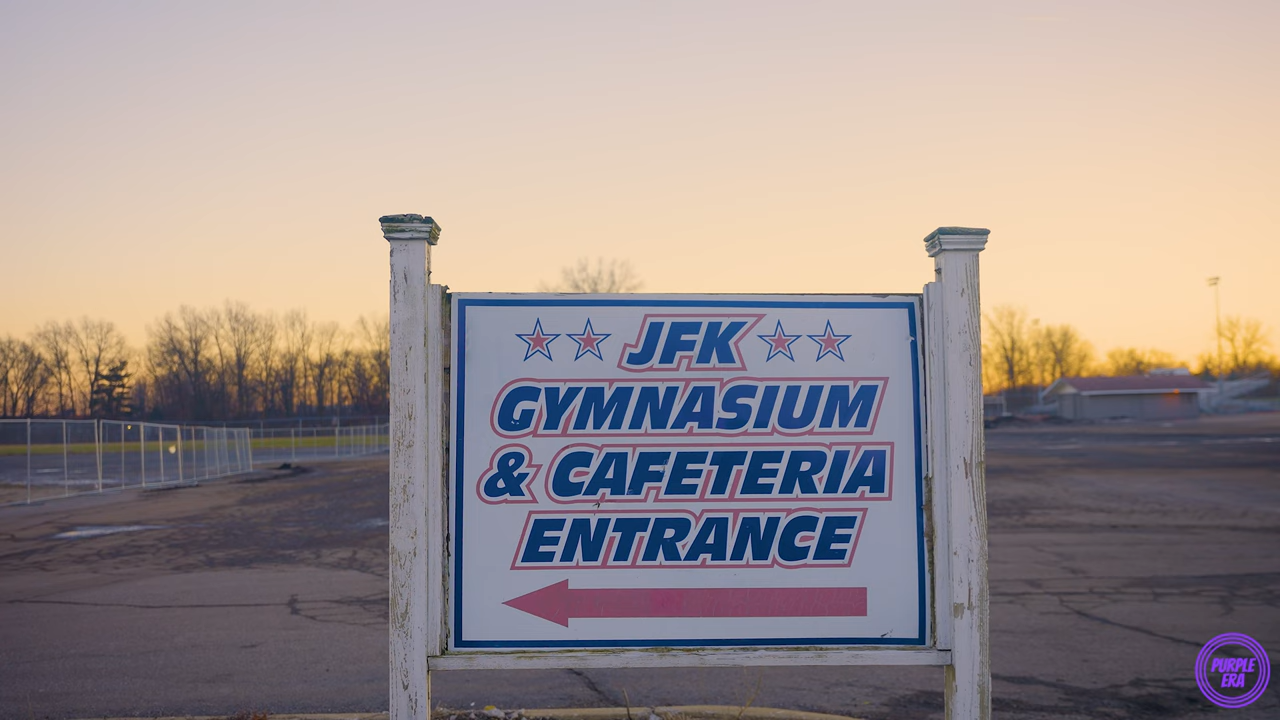 JFK
GYMNASIUM
& CAFETERIA
ENTRANCE
PURPLE
ERA